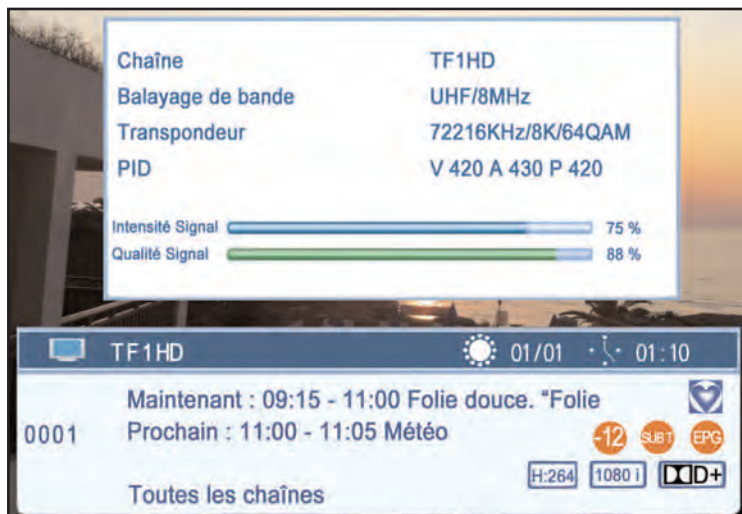 Chaîne TF1HD
Balayage de bande UHF/8MHz
Transpondeur 72216KHz/8K/64QAM
PID V 420 A 430 P 420
Intensité Signal 75 %
Qualité Signal 88 %
TF1HD 01/01 01:10
Maintenant : 09:15 - 11:00 Folie douce. "Folie
0001 Prochain : 11:00 - 11:05 Météo
-12 SUBT EPG
H:264 1080 i D+
Toutes les chaînes